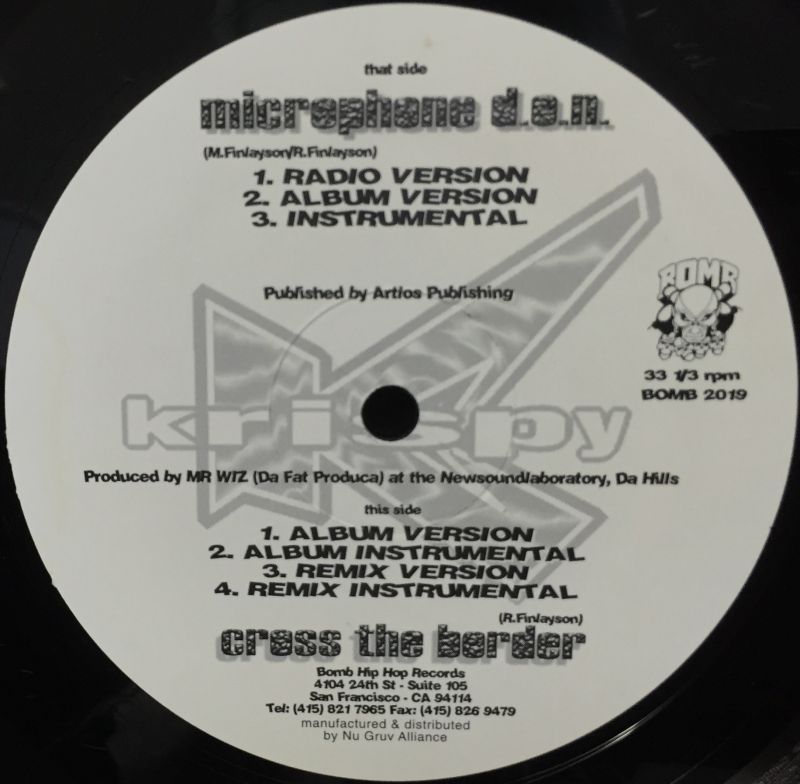 that side
microphone d.o.n.
(M.Finlayson/R.Finlayson)
1. RADIO VERSION
2. ALBUM VERSION
3. INSTRUMENTAL
Published by Artios Publishing
BOMB
33 1/3 rpm
BOMB 2019
krispy
Produced by MR WIZ (Da Fat Produca) at the Newsoundlaboratory, Da Hills
this side
1. ALBUM VERSION
2. ALBUM INSTRUMENTAL
3. REMIX VERSION
4. REMIX INSTRUMENTAL
(R.Finlayson)
cross the border
Bomb Hip Hop Records
4104 24th St - Suite 105
San Francisco - CA 94114
Tel: (415) 821 7965 Fax: (415) 826 9479
manufactured & distributed
by Nu Gruv Alliance